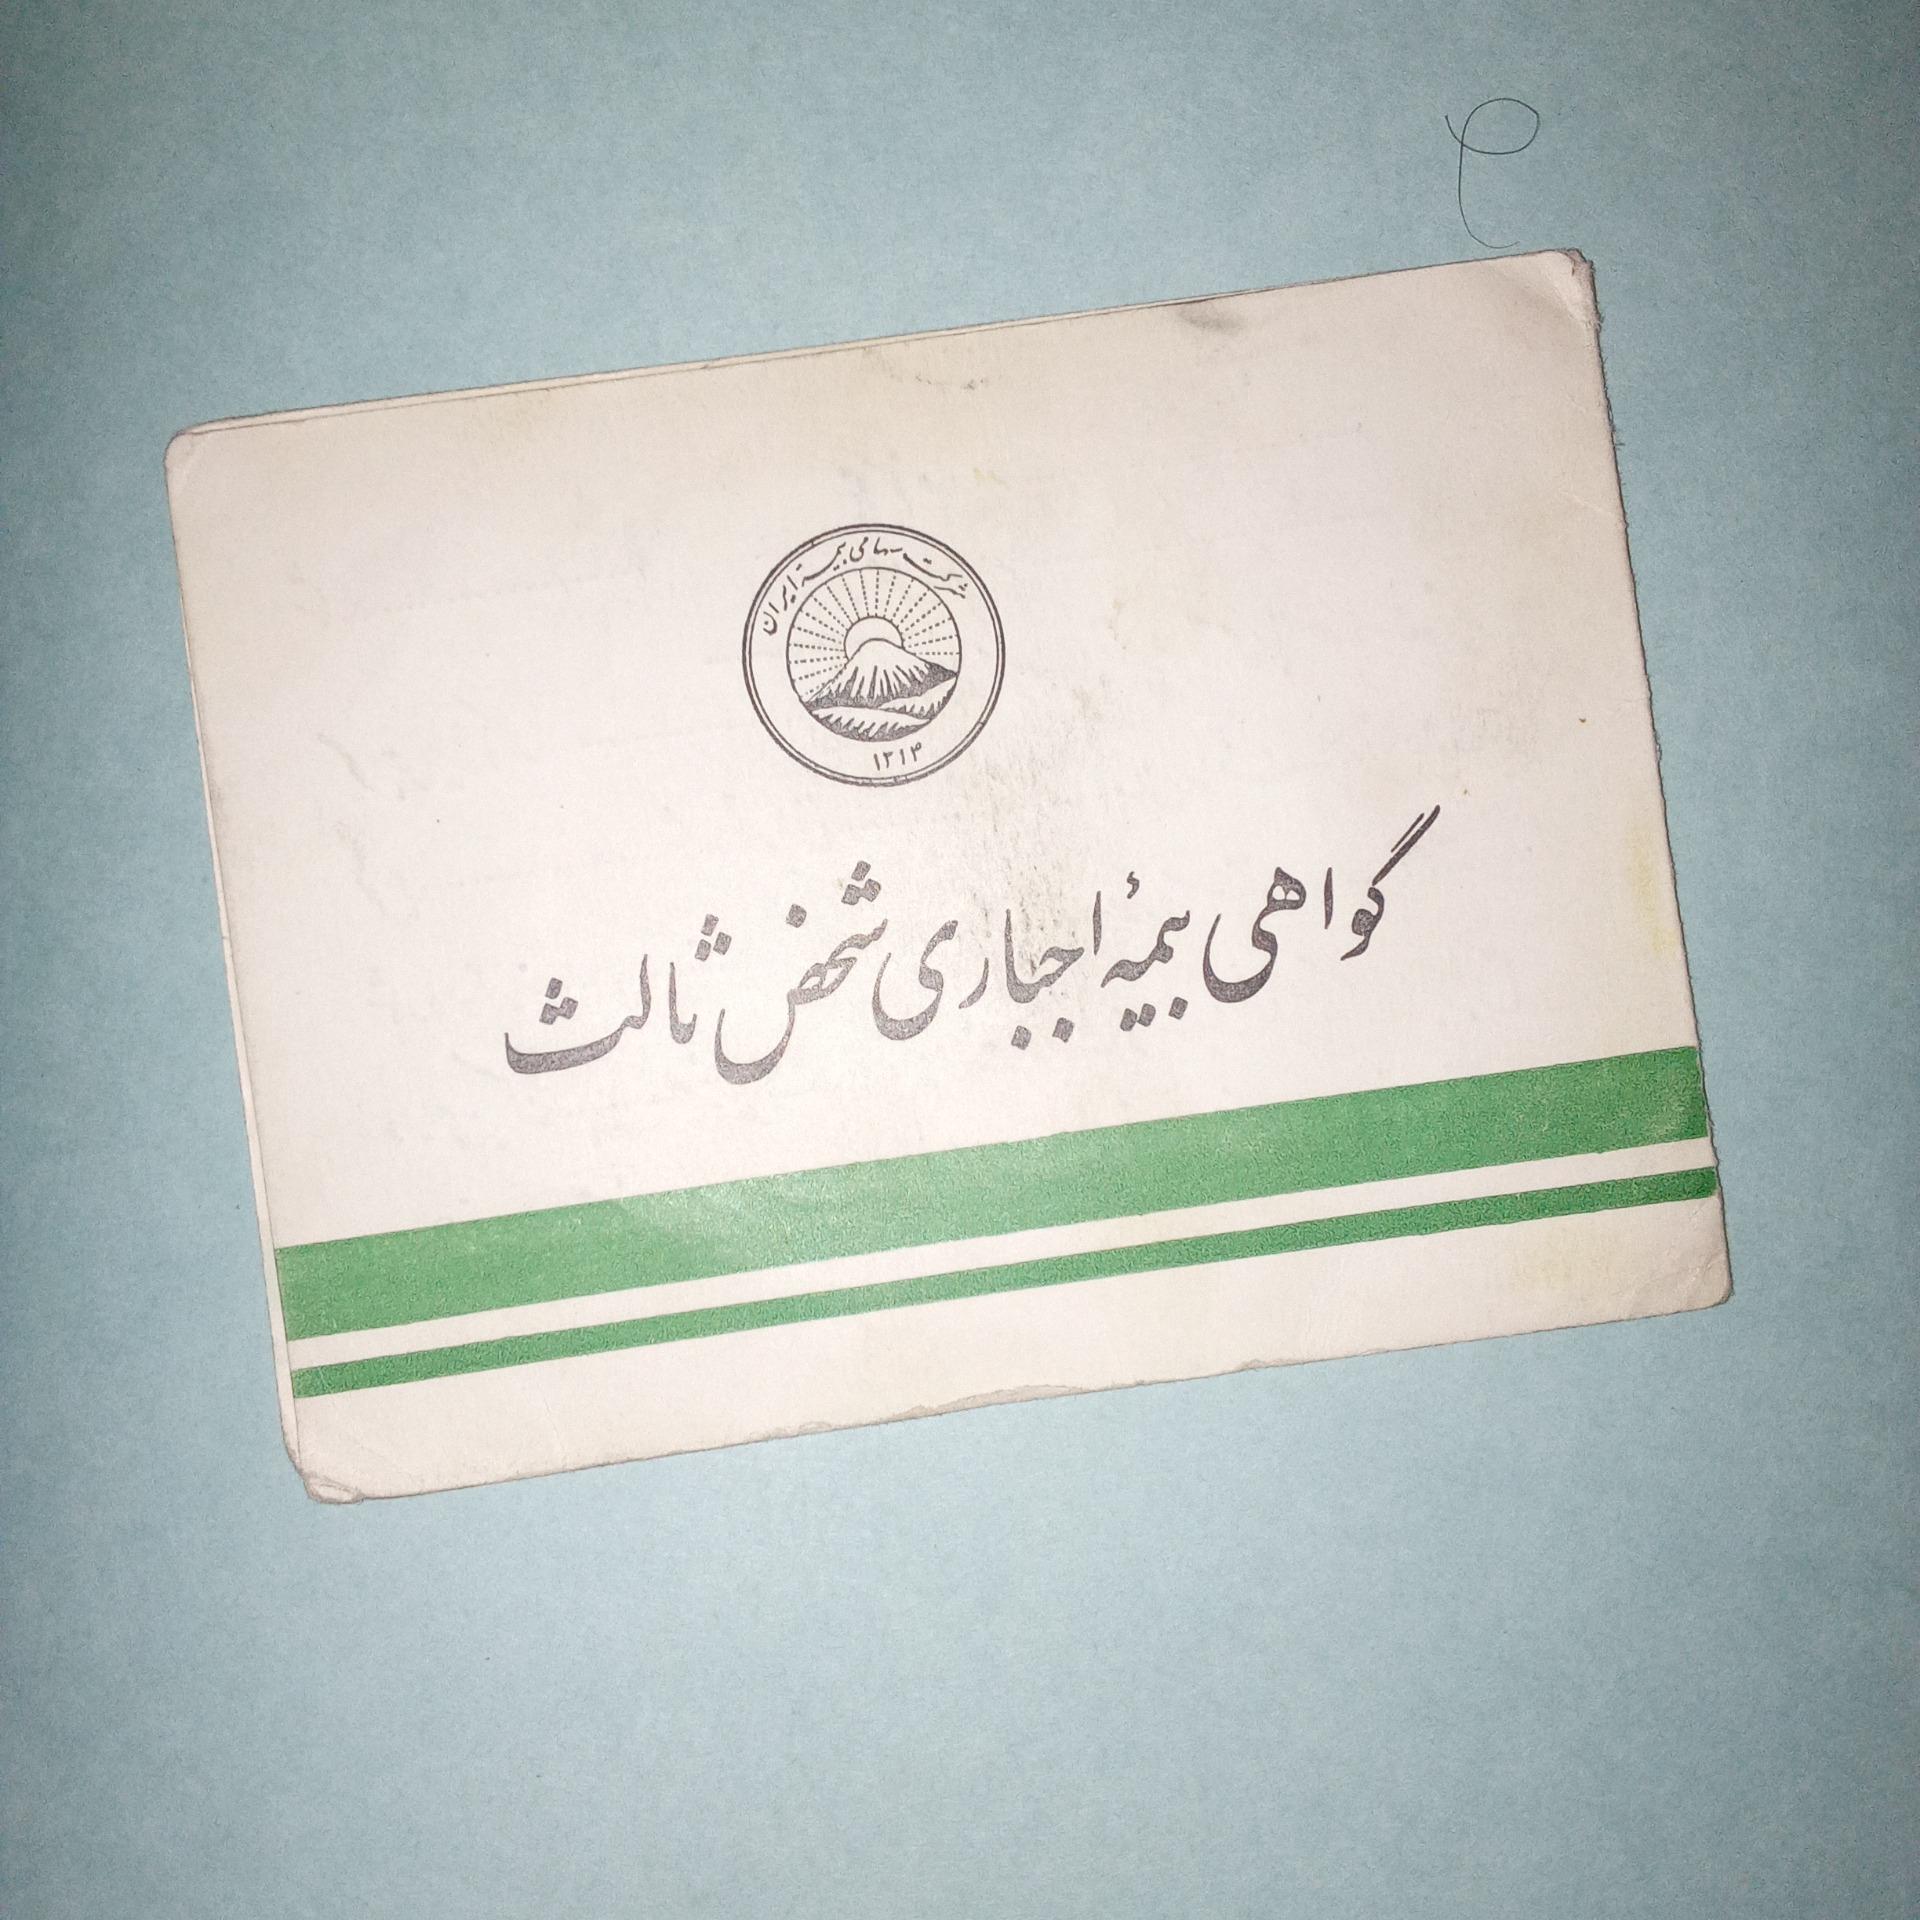 شرکت سهامی بیمهٔ ایران
۱۳۱۴
گواهی بیمهٔ اجباری شخص ثالث